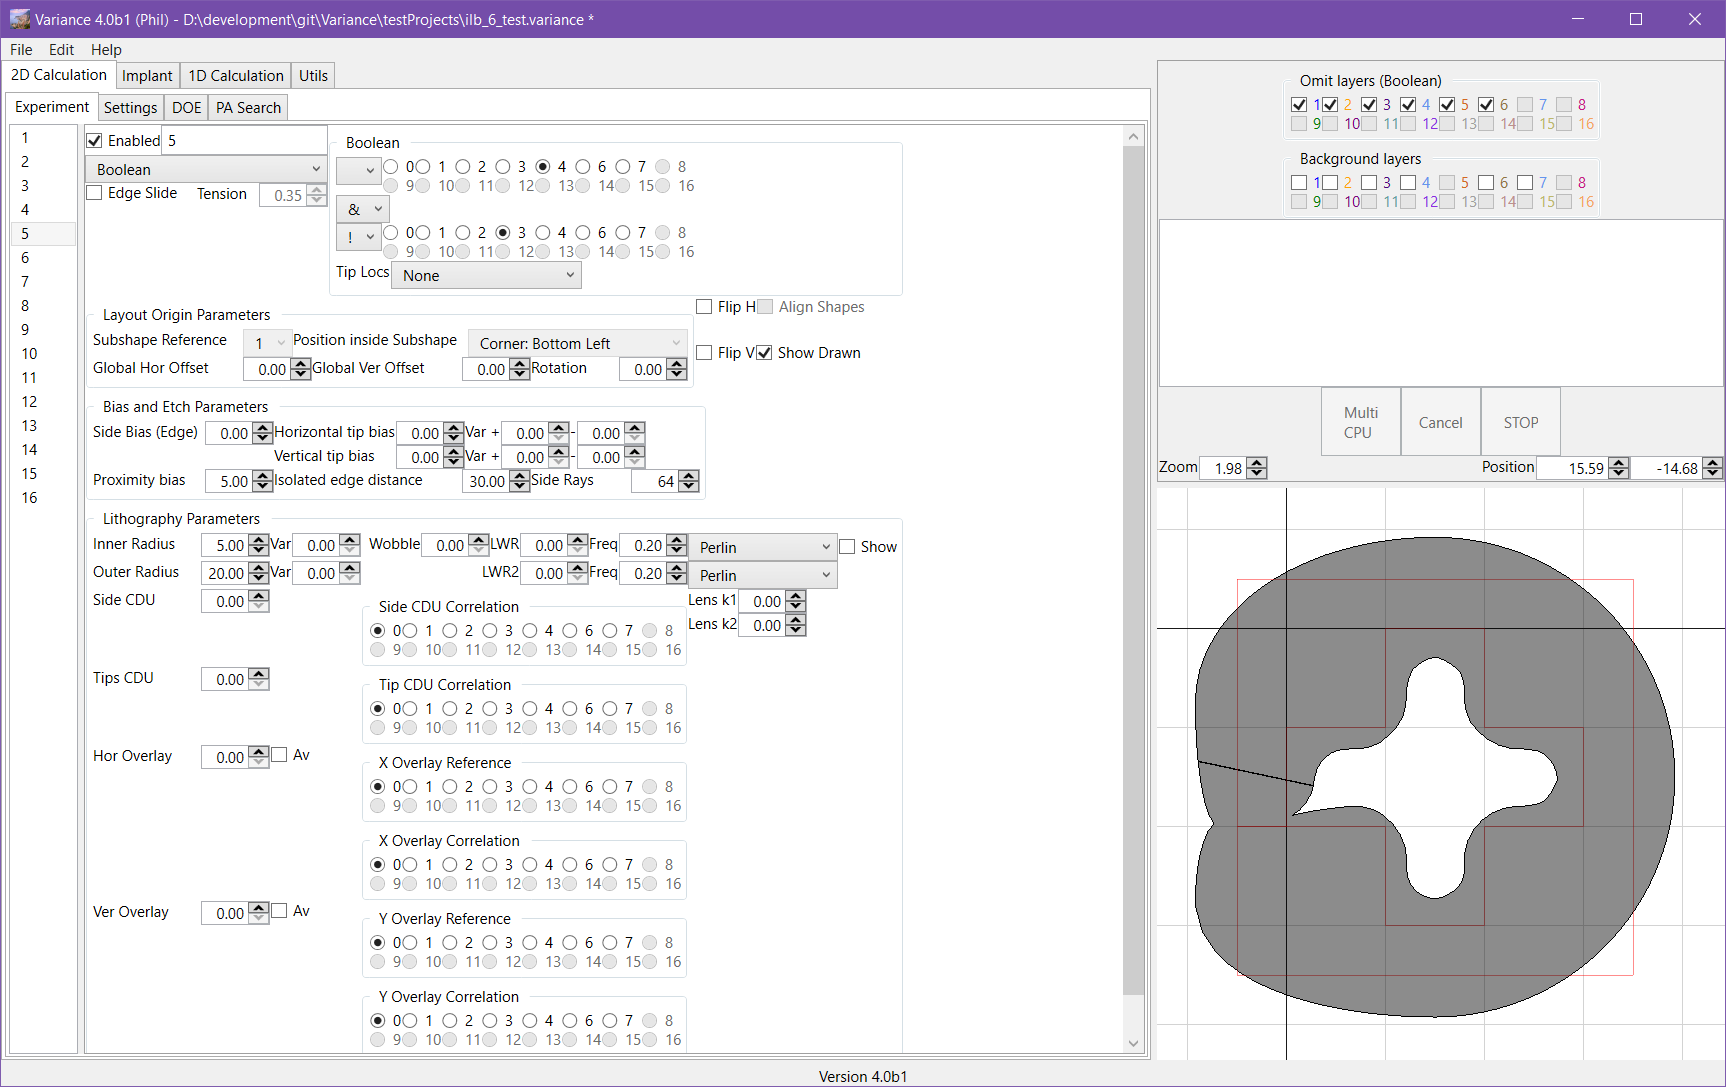 Variance 4.0b1 (Phil) - D:\development\git\Variance\testProjects\ilb_6_test.variance *
File Edit Help
2D Calculation Implant 1D Calculation Utils
Experiment Settings DOE PA Search
1
2
3
4
5
6
7
8
9
10
11
12
13
14
15
16
Enabled 5
Boolean
Edge Slide Tension 0.35
Boolean
0 1 2 3 4 6 7 8
9 10 11 12 13 14 15 16
&
! 0 1 2 3 4 6 7 8
9 10 11 12 13 14 15 16
Tip Locs None
Layout Origin Parameters
Subshape Reference 1 Position inside Subshape Corner: Bottom Left
Global Hor Offset 0.00 Global Ver Offset 0.00 Rotation 0.00
Flip H Align Shapes
Flip V Show Drawn
Bias and Etch Parameters
Side Bias (Edge) 0.00 Horizontal tip bias 0.00 Var + 0.00 - 0.00
Vertical tip bias 0.00 Var + 0.00 - 0.00
Proximity bias 5.00 Isolated edge distance 30.00 Side Rays 64
Lithography Parameters
Inner Radius 5.00 Var 0.00 Wobble 0.00 LWR 0.00 Freq 0.20 Perlin Show
Outer Radius 20.00 Var 0.00 LWR2 0.00 Freq 0.20 Perlin
Side CDU 0.00
Lens k1 0.00
Lens k2 0.00
Side CDU Correlation
0 1 2 3 4 6 7 8
9 10 11 12 13 14 15 16
Tips CDU 0.00
Tip CDU Correlation
0 1 2 3 4 6 7 8
9 10 11 12 13 14 15 16
Hor Overlay 0.00 Av
X Overlay Reference
0 1 2 3 4 6 7 8
9 10 11 12 13 14 15 16
X Overlay Correlation
0 1 2 3 4 6 7 8
9 10 11 12 13 14 15 16
Ver Overlay 0.00 Av
Y Overlay Reference
0 1 2 3 4 6 7 8
9 10 11 12 13 14 15 16
Y Overlay Correlation
0 1 2 3 4 6 7 8
9 10 11 12 13 14 15 16
Omit layers (Boolean)
1 2 3 4 5 6 7 8
9 10 11 12 13 14 15 16
Background layers
1 2 3 4 5 6 7 8
9 10 11 12 13 14 15 16
Multi CPU Cancel STOP
Zoom 1.98 Position 15.59 -14.68
Version 4.0b1